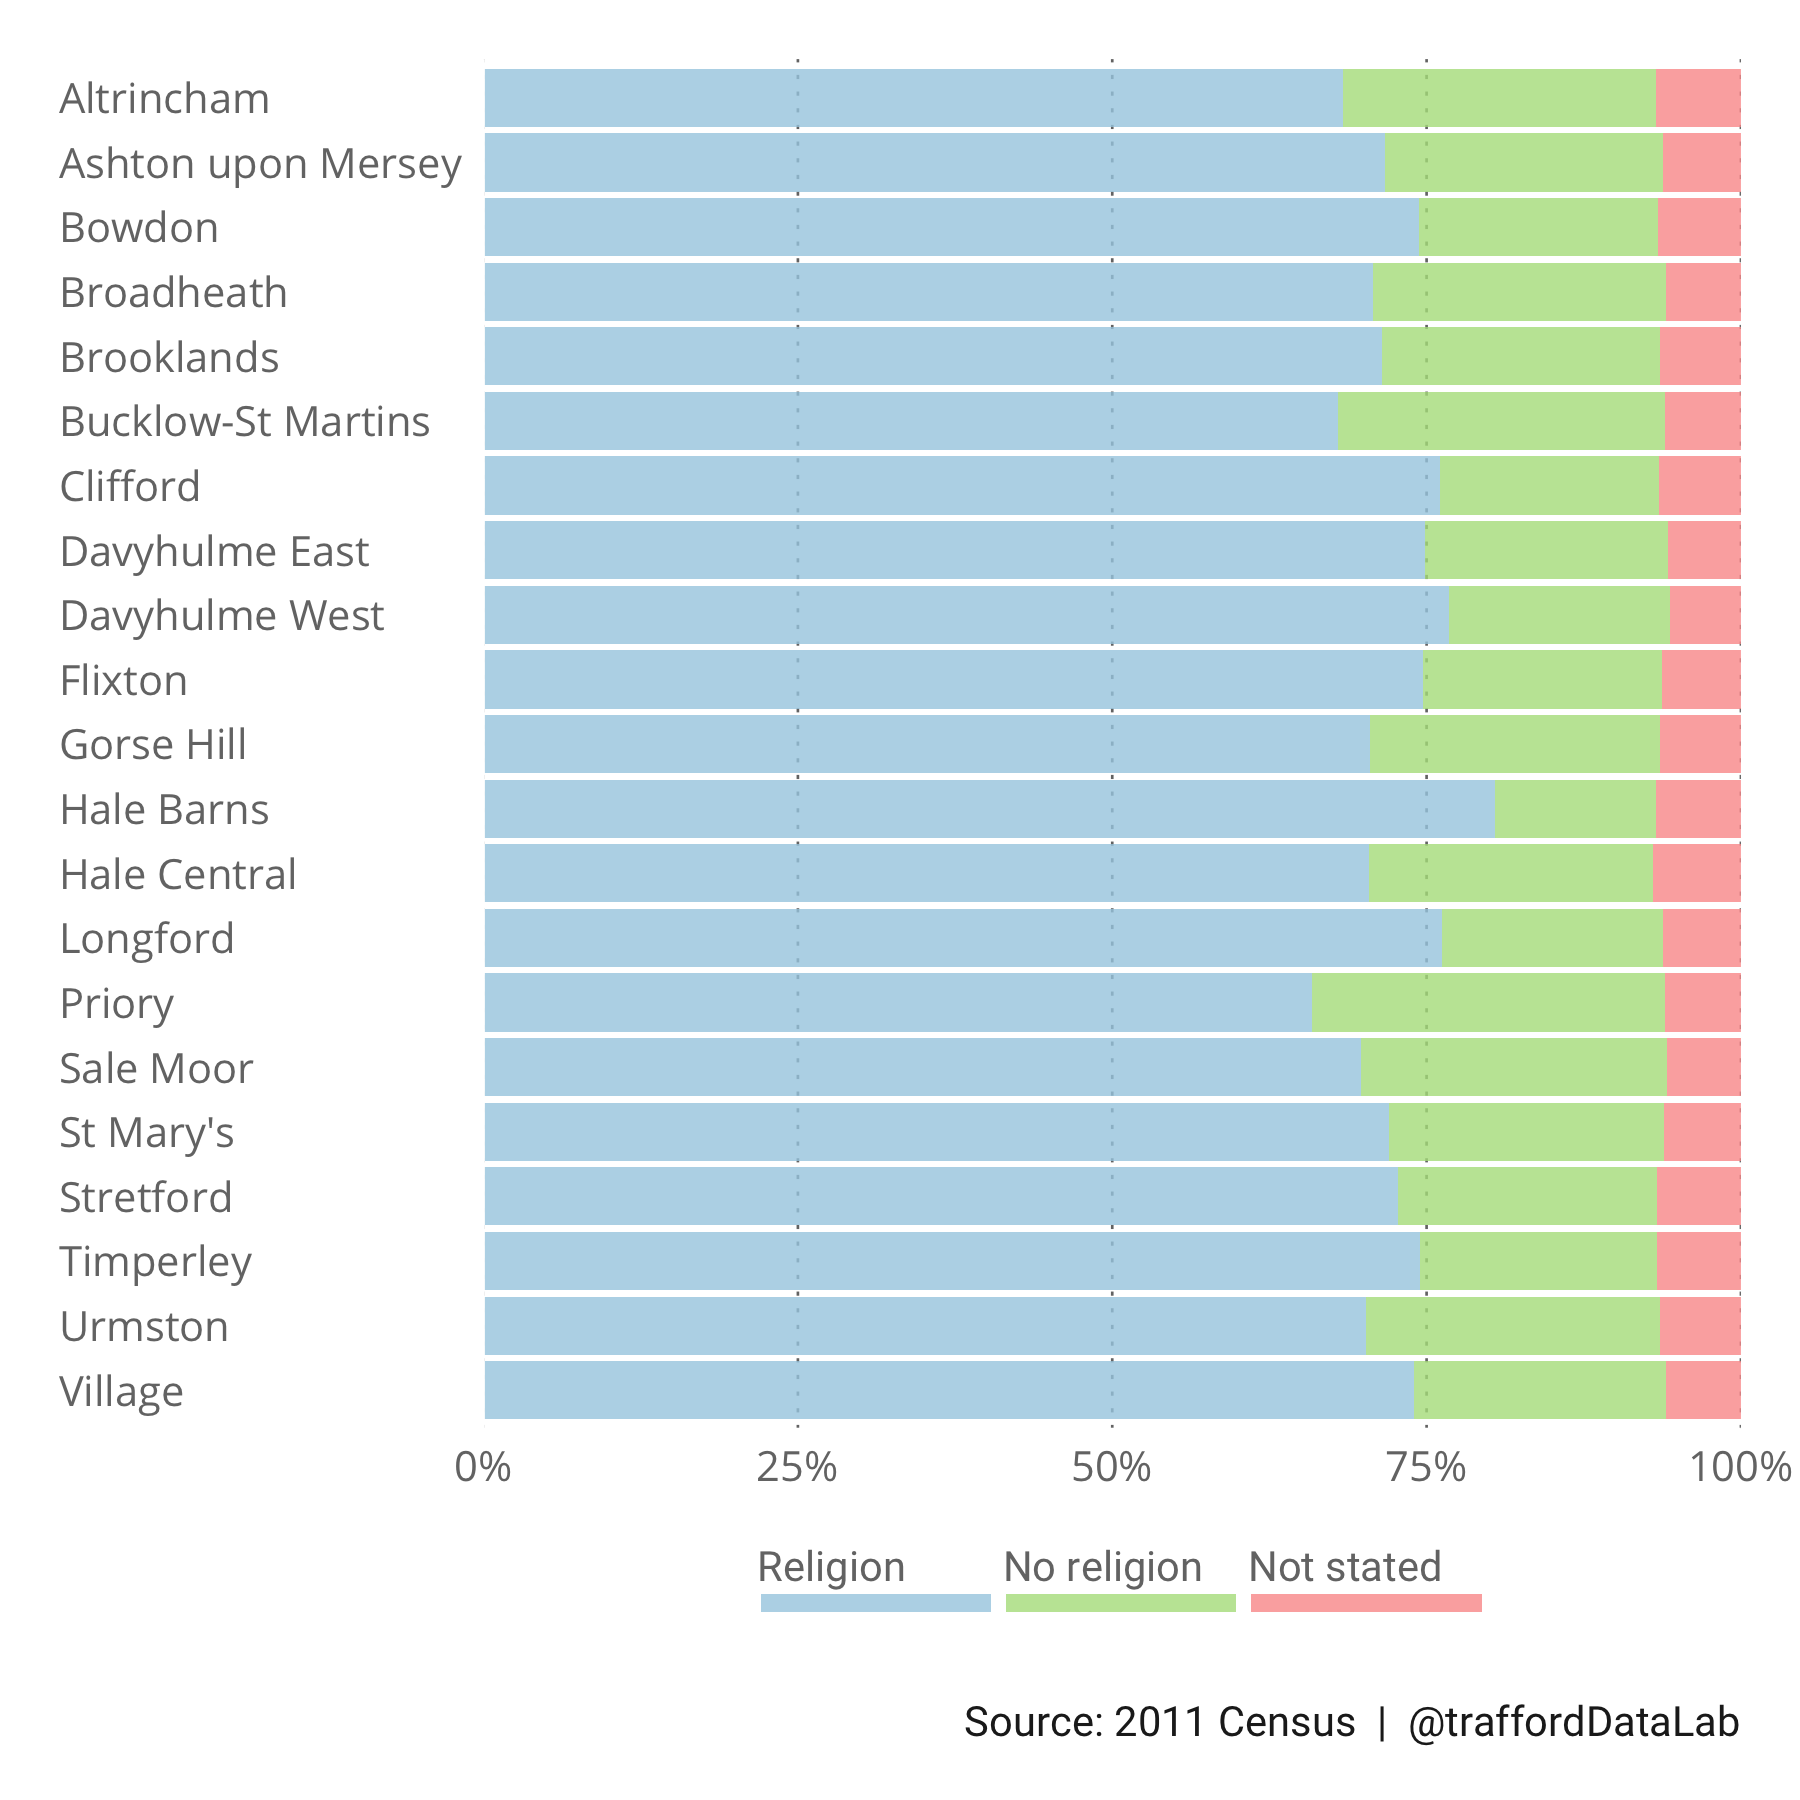 Altrincham
Ashton upon Mersey
Bowdon
Broadheath
Brooklands
Bucklow-St Martins
Clifford
Davyhulme East
Davyhulme West
Flixton
Gorse Hill
Hale Barns
Hale Central
Longford
Priory
Sale Moor
St Mary's
Stretford
Timperley
Urmston
Village
0% 25% 50% 75% 100%
Religion No religion Not stated
Source: 2011 Census | @traffordDataLab